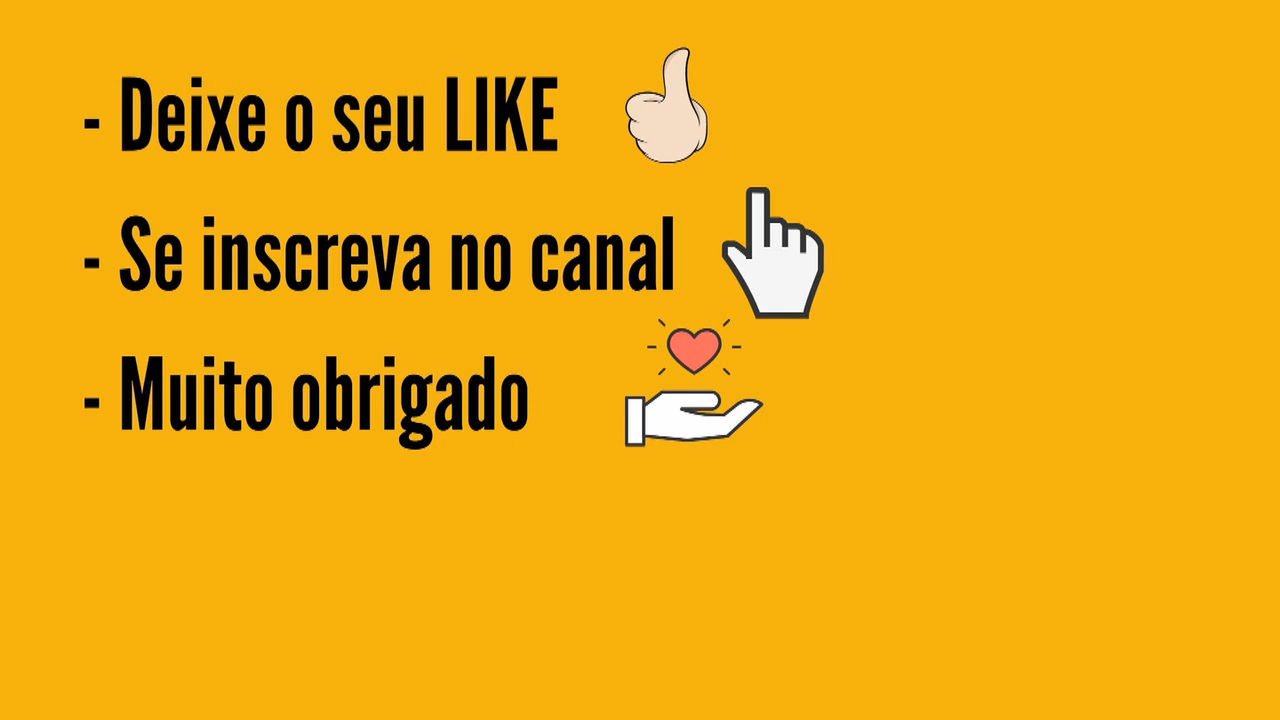 - Deixe o seu LIKE
- Se inscreva no canal
- Muito obrigado